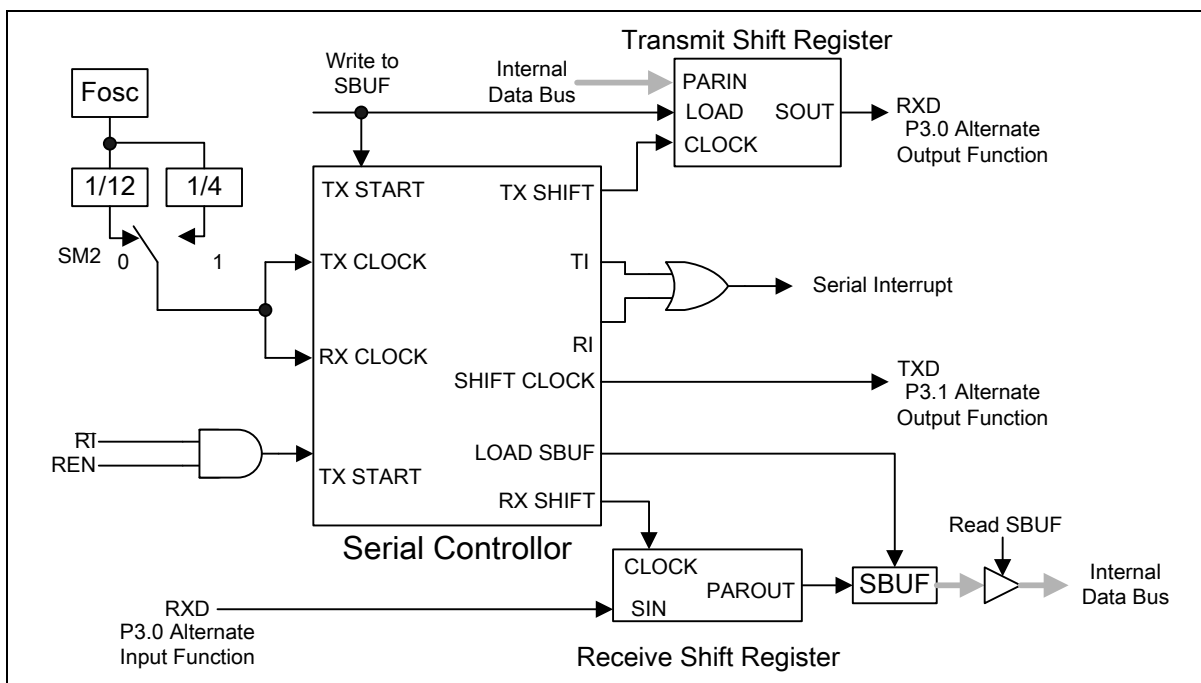 Transmit Shift Register
Write to
SBUF
Internal
Data Bus
Fosc
PARIN
LOAD
SOUT
CLOCK
RXD
P3.0 Alternate
Output Function
1/12
1/4
TX START
TX SHIFT
SM2
0
1
TX CLOCK
TI
Serial Interrupt
RX CLOCK
RI
SHIFT CLOCK
TXD
P3.1 Alternate
Output Function
RI
REN
TX START
LOAD SBUF
RX SHIFT
Read SBUF
Serial Controllor
CLOCK
PAROUT
SIN
SBUF
Internal
Data Bus
RXD
P3.0 Alternate
Input Function
Receive Shift Register